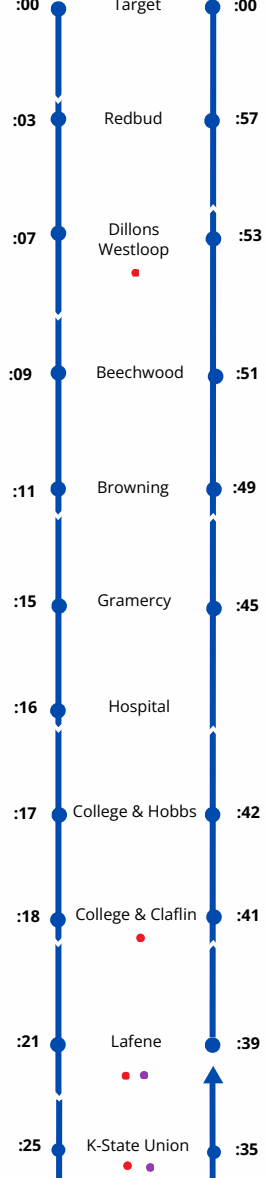 :00 Target :00
:03 Redbud :57
:07 Dillons :53
Westloop
:09 Beechwood :51
:11 Browning :49
:15 Gramercy :45
:16 Hospital
:17 College & Hobbs :42
:18 College & Claflin :41
:21 Lafene :39
:25 K-State Union :35